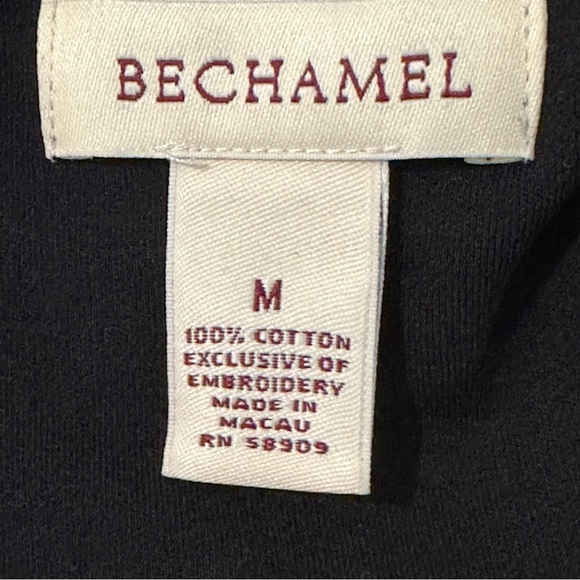 BECHAMEL
M
100% COTTON
EXCLUSIVE OF
EMBROIDERY
MADE IN
MACAU
RN 58909